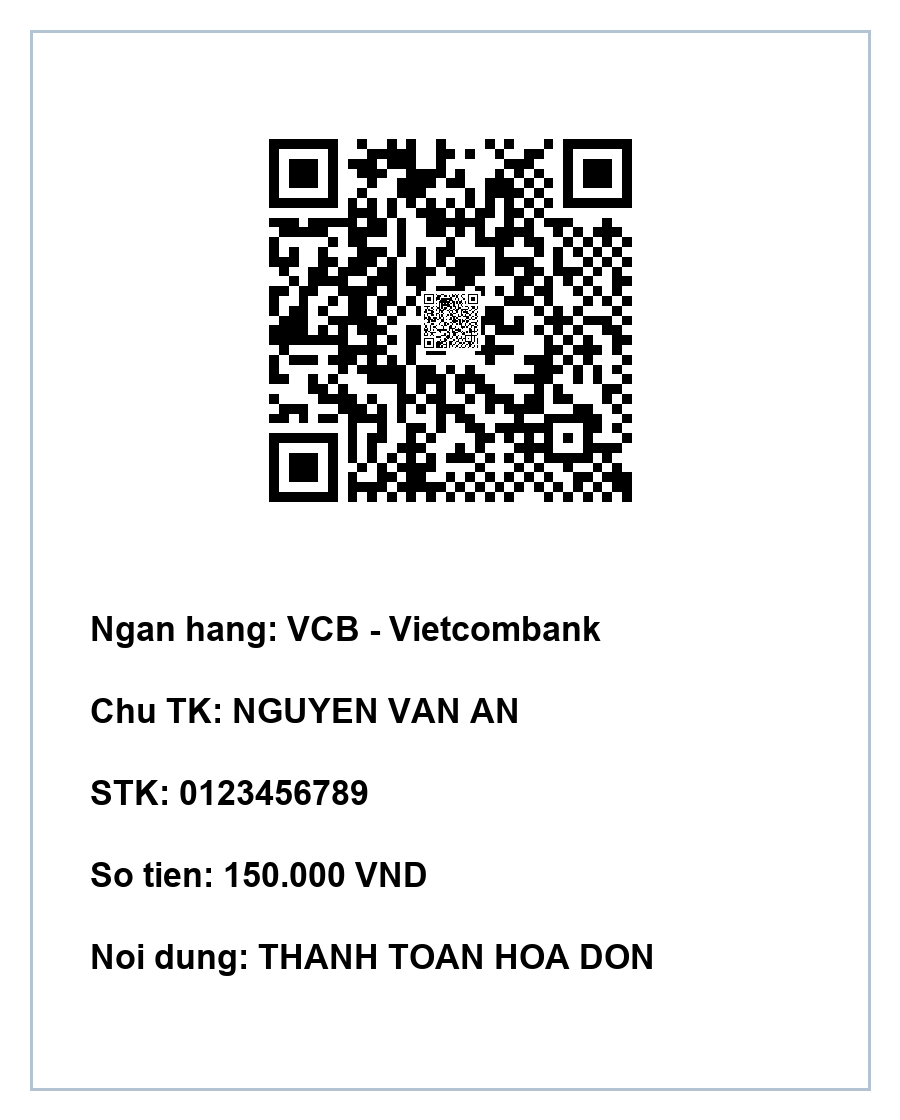 Ngan hang: VCB - Vietcombank
Chu TK: NGUYEN VAN AN
STK: 0123456789
So tien: 150.000 VND
Noi dung: THANH TOAN HOA DON